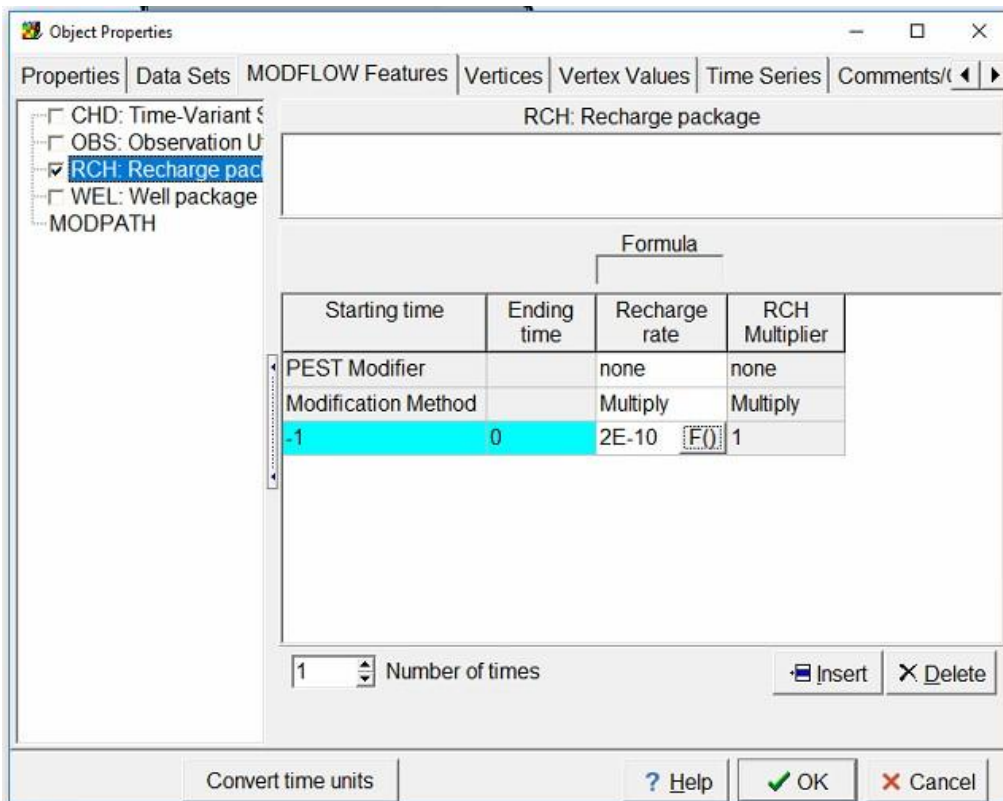 Object Properties
Properties Data Sets MODFLOW Features Vertices Vertex Values Time Series Comments/(
CHD: Time-Variant S
OBS: Observation U
RCH: Recharge pac
WEL: Well package
MODPATH
RCH: Recharge package
Formula
Starting time Ending time Recharge rate RCH Multiplier
PEST Modifier none none
Modification Method Multiply Multiply
-1 0 2E-10 F() 1
1 Number of times Insert Delete
Convert time units ? Help OK Cancel